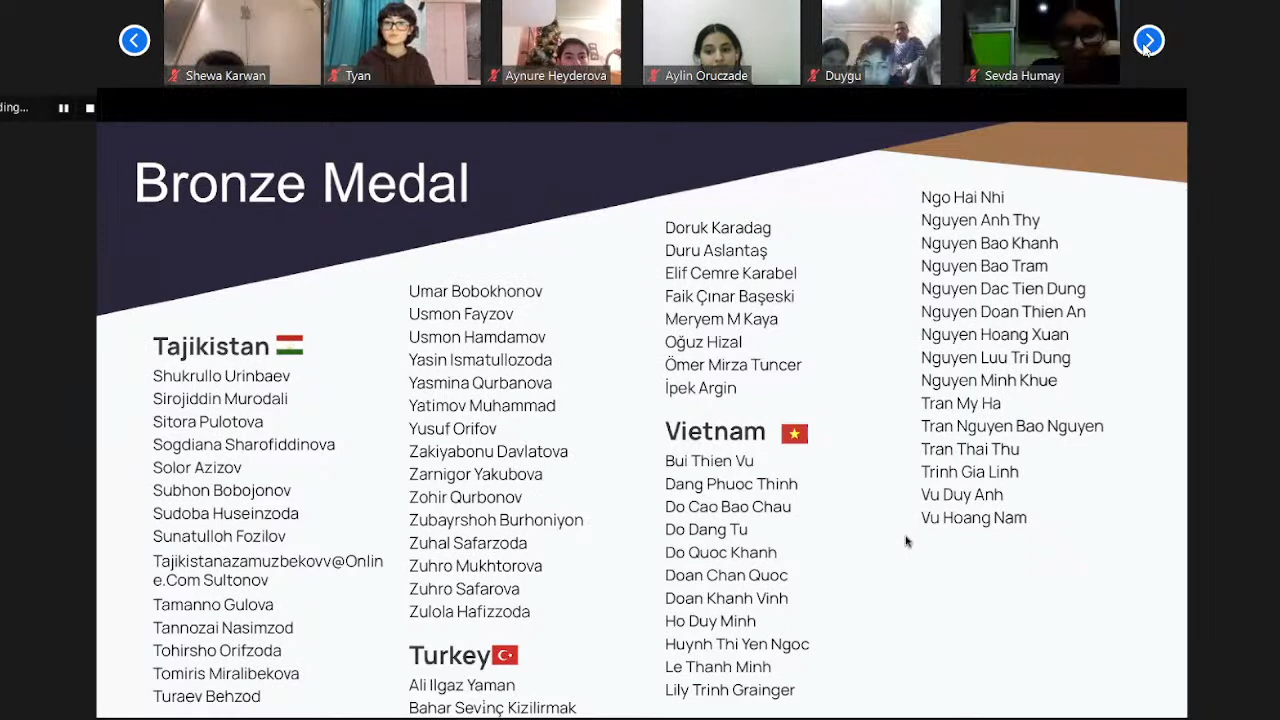 Shewa Karwan
Tyan
Aynure Heyderova
Aylin Oruczade
Duygu
Sevda Humay
ding...
Bronze Medal
Tajikistan
Shukrullo Urinbaev
Sirojiddin Murodali
Sitora Pulotova
Sogdiana Sharofiddinova
Solor Azizov
Subhon Bobojonov
Sudoba Huseinzoda
Sunatulloh Fozilov
Tajikistanazamuzbekovv@Onlin
e.Com Sultonov
Tamanno Gulova
Tannozai Nasimzod
Tohirsho Orifzoda
Tomiris Miralibekova
Turaev Behzod
Umar Bobokhonov
Usmon Fayzov
Usmon Hamdamov
Yasin Ismatullozoda
Yasmina Qurbanova
Yatimov Muhammad
Yusuf Orifov
Zakiyabonu Davlatova
Zarnigor Yakubova
Zohir Qurbonov
Zubayrshoh Burhoniyon
Zuhal Safarzoda
Zuhro Mukhtorova
Zuhro Safarova
Zulola Hafizzoda
Turkey
Ali Ilgaz Yaman
Bahar Sevinç Kizilirmak
Doruk Karadag
Duru Aslantaş
Elif Cemre Karabel
Faik Çınar Başeski
Meryem M Kaya
Oğuz Hizal
Ömer Mirza Tuncer
İpek Argin
Vietnam
Bui Thien Vu
Dang Phuoc Thinh
Do Cao Bao Chau
Do Dang Tu
Do Quoc Khanh
Doan Chan Quoc
Doan Khanh Vinh
Ho Duy Minh
Huynh Thi Yen Ngoc
Le Thanh Minh
Lily Trinh Grainger
Ngo Hai Nhi
Nguyen Anh Thy
Nguyen Bao Khanh
Nguyen Bao Tram
Nguyen Dac Tien Dung
Nguyen Doan Thien An
Nguyen Hoang Xuan
Nguyen Luu Tri Dung
Nguyen Minh Khue
Tran My Ha
Tran Nguyen Bao Nguyen
Tran Thai Thu
Trinh Gia Linh
Vu Duy Anh
Vu Hoang Nam